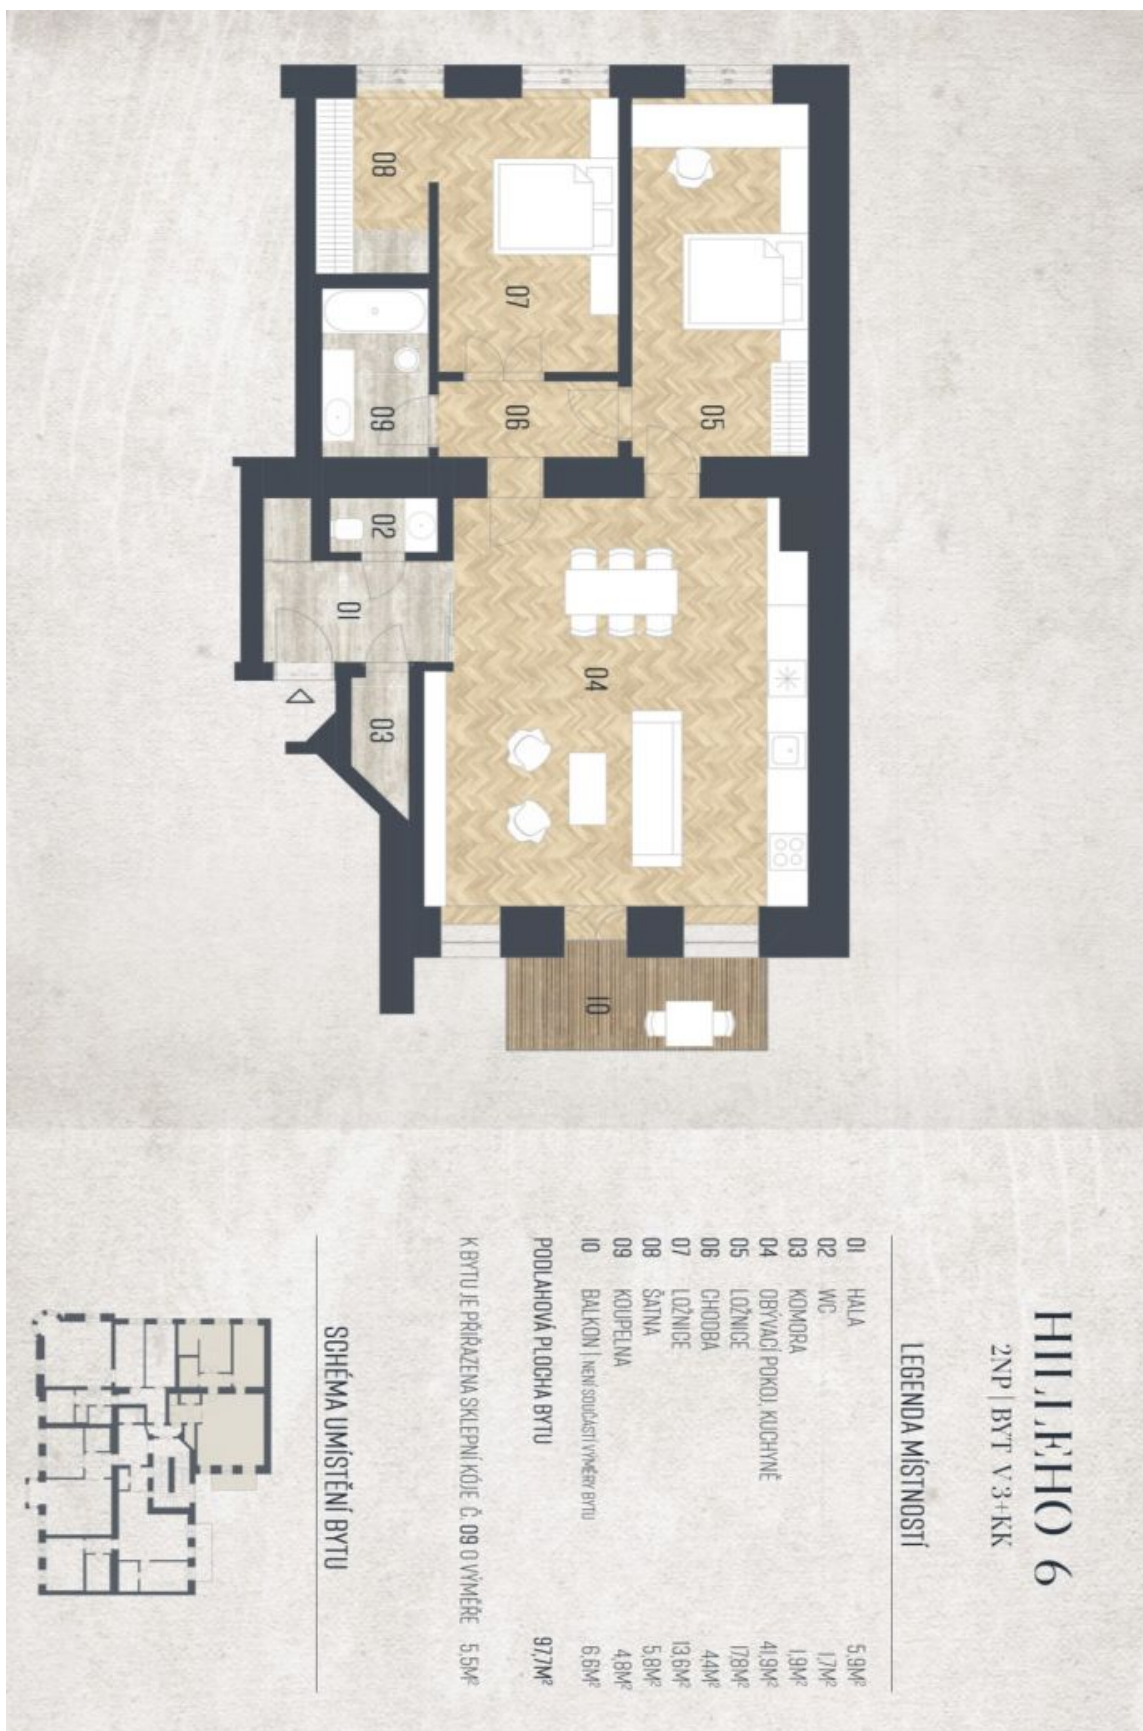 HILLEHO 6
2NP | BYT V 3+KK
LEGENDA MÍSTNOSTÍ
01 HALA 5,9M²
02 WC 1,7M²
03 KOMORA 1,9M²
04 OBÝVACÍ POKOJ, KUCHYNĚ 41,9M²
05 LOŽNICE 17,8M²
06 CHODBA 4,4M²
07 LOŽNICE 13,6M²
08 ŠATNA 5,8M²
09 KOUPELNA 4,8M²
10 BALKON | NENÍ SOUČÁSTÍ VÝMĚRY BYTU 6,6M²
PODLAHOVÁ PLOCHA BYTU 97,7M²
K BYTU JE PŘIŘAZENA SKLEPNÍ KÓJE Č. 09 O VÝMĚŘE 5,5M²
SCHÉMA UMÍSTĚNÍ BYTU
05
07
08
06
09
02
01
04
03
10